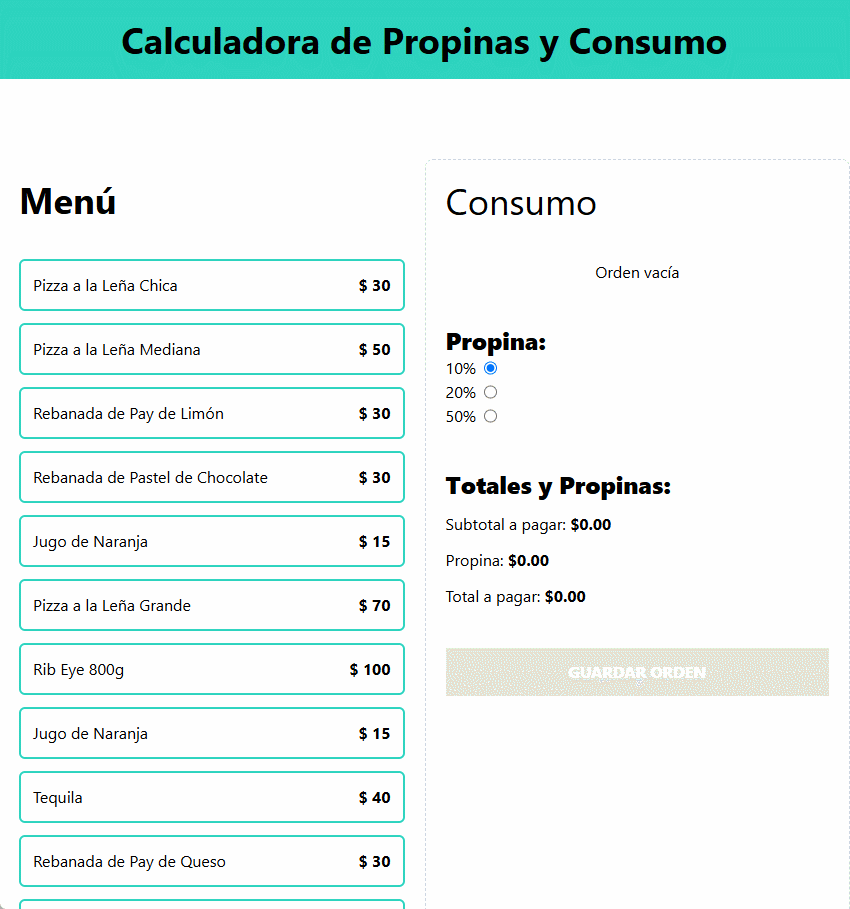 Calculadora de Propinas y Consumo
Menú
Pizza a la Leña Chica $ 30
Pizza a la Leña Mediana $ 50
Rebanada de Pay de Limón $ 30
Rebanada de Pastel de Chocolate $ 30
Jugo de Naranja $ 15
Pizza a la Leña Grande $ 70
Rib Eye 800g $ 100
Jugo de Naranja $ 15
Tequila $ 40
Rebanada de Pay de Queso $ 30
Consumo
Orden vacía
Propina:
10%
20%
50%
Totales y Propinas:
Subtotal a pagar: $0.00
Propina: $0.00
Total a pagar: $0.00
GUARDAR ORDEN